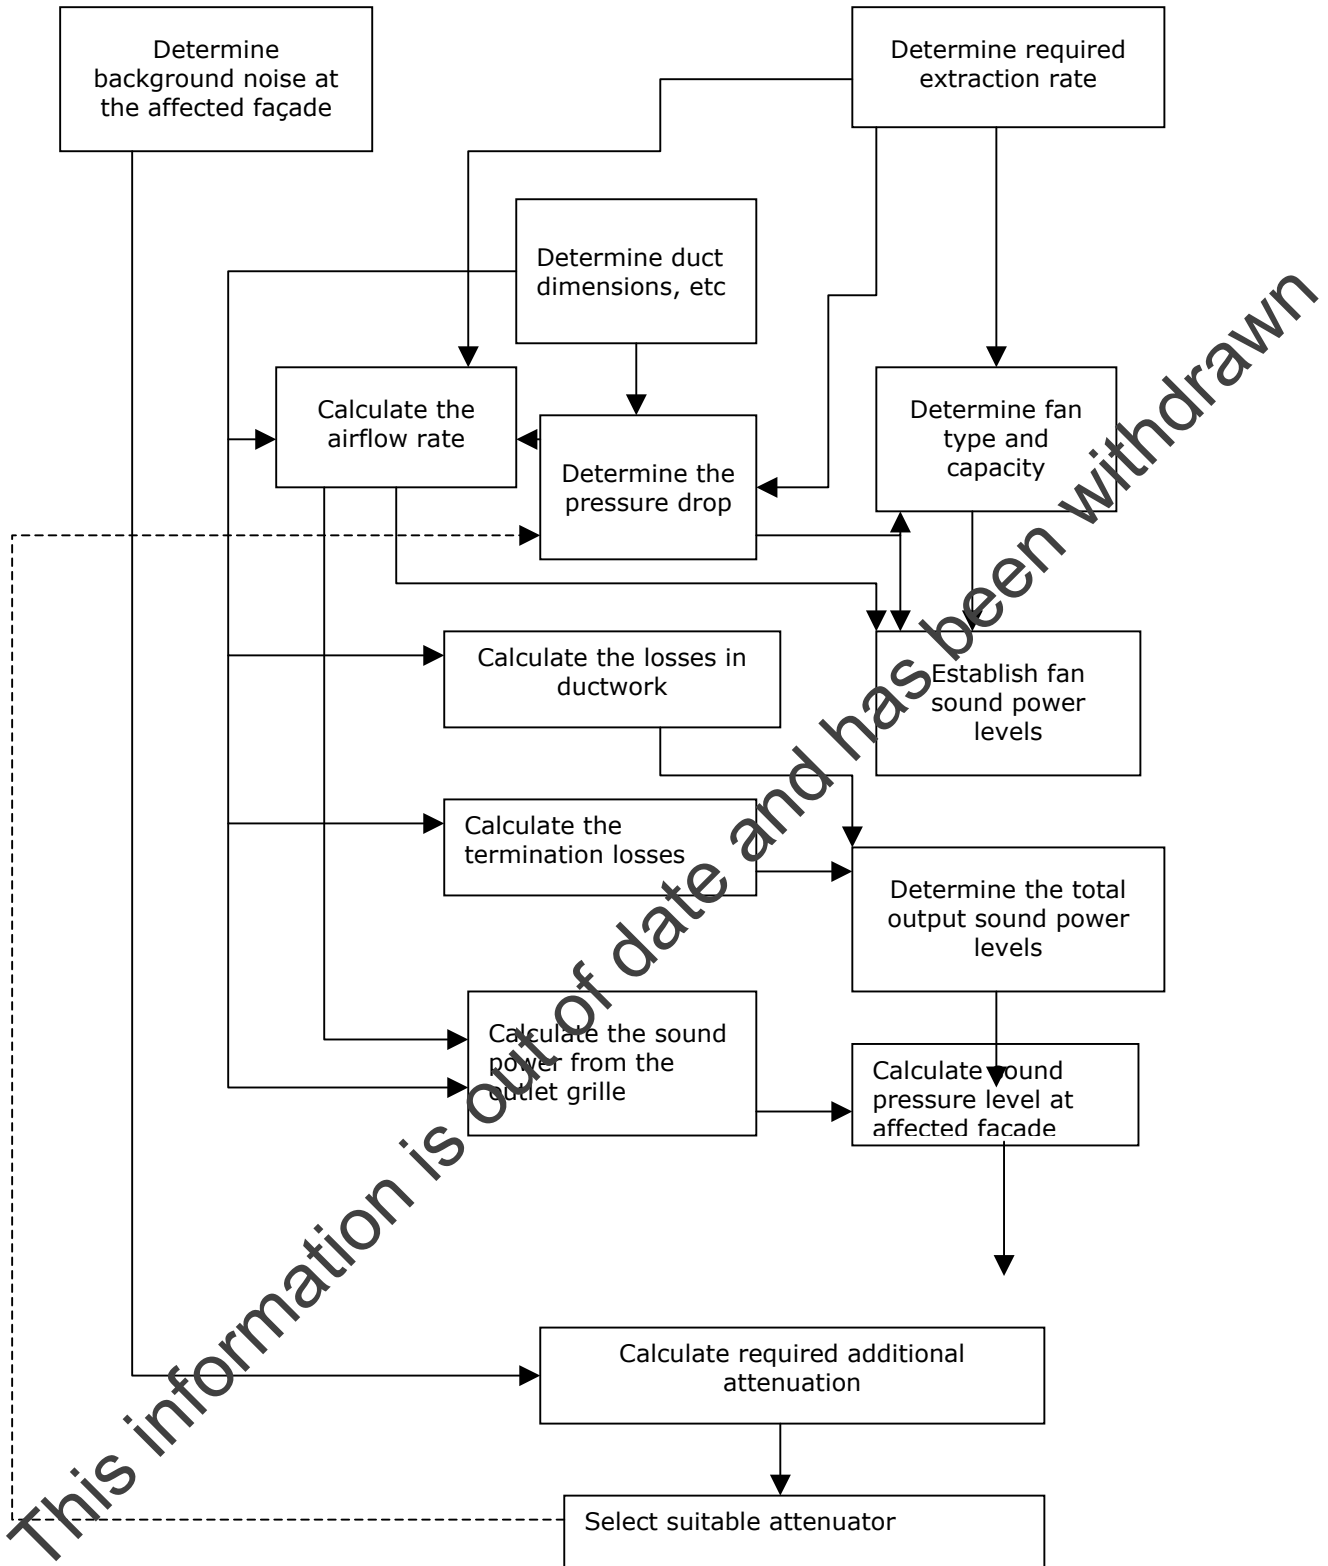 Determine
background noise at
the affected façade
Determine required
extraction rate
Determine duct
dimensions, etc
Calculate the
airflow rate
Determine the
pressure drop
Determine fan
type and
capacity
Calculate the losses in
ductwork
Establish fan
sound power
levels
Calculate the
termination losses
Determine the total
output sound power
levels
Calculate the sound
power from the
outlet grille
Calculate sound
pressure level at
affected façade
Calculate required additional
attenuation
Select suitable attenuator
This information is out of date and has been withdrawn